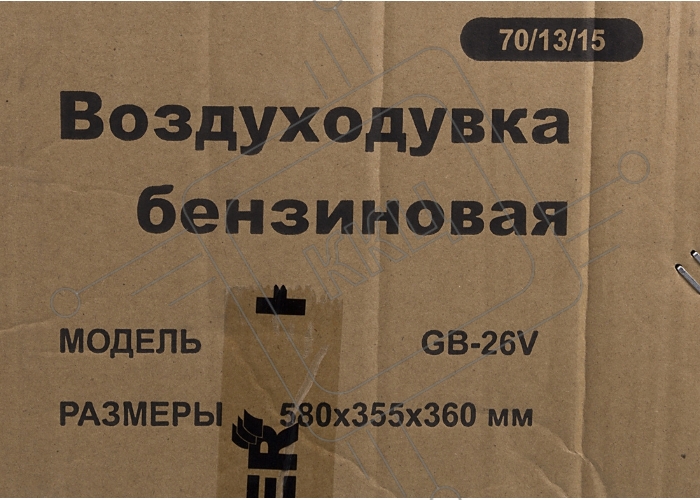 70/13/15
Воздуходувка
бензиновая
МОДЕЛЬ GB-26V
РАЗМЕРЫ 580x355x360 мм